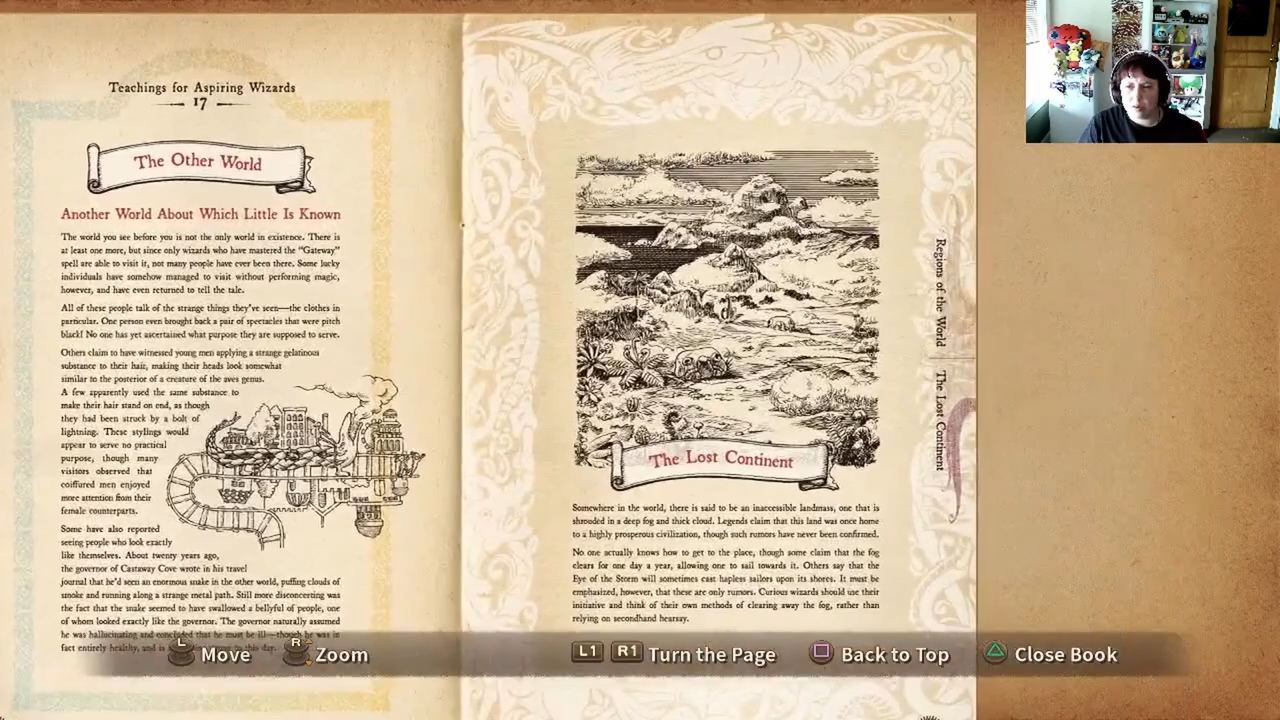 Teachings for Aspiring Wizards
17
The Other World
Another World About Which Little Is Known
The world you see before you is not the only world in existence. There is
at least one more, but since only wizards who have mastered the “Gateway”
spell are able to visit it, not many people have ever been there. Some lucky
individuals have somehow managed to visit without performing magic,
however, and have even returned to tell the tale.
All of these people talk of the strange things they've seen—the clothes in
particular. One person even brought back a pair of spectacles that were pitch
black! No one has yet ascertained what purpose they are supposed to serve.
Others claim to have witnessed young men applying a strange gelatinous
substance to their hair, making their heads look somewhat
similar to the posterior of a creature of the aves genus.
A few apparently used the same substance to
make their hair stand on end, as though
they had been struck by a bolt of
lightning. These stylings would
appear to serve no practical
purpose, though many
visitors observed that
coiffured men enjoyed
more attention from their
female counterparts.
Some have also reported
seeing people who look exactly
like themselves. About twenty years ago,
the governor of Castaway Cove wrote in his travel
journal that he'd seen an enormous snake in the other world, puffing clouds of
smoke and running along a strange metal path. Still more disconcerting was
the fact that the snake seemed to have swallowed a bellyful of people, one
of whom looked exactly like the governor. The governor naturally assumed
he was hallucinating and concluded that he must be ill—though he was in
fact entirely healthy, and is this day.
The Lost Continent
Somewhere in the world, there is said to be an inaccessible landmass, one that is
shrouded in a deep fog and thick cloud. Legends claim that this land was once home
to a highly prosperous civilization, though such rumors have never been confirmed.
No one actually knows how to get to the place, though some claim that the fog
clears for one day a year, allowing one to sail towards it. Others say that the
Eye of the Storm will sometimes cast hapless sailors upon its shores. It must be
emphasized, however, that these are only rumors. Curious wizards should use their
initiative and think of their own methods of clearing away the fog, rather than
relying on secondhand hearsay.
Regions of the World
The Lost Continent
L Move R Zoom L1 R1 Turn the Page Back to Top Close Book